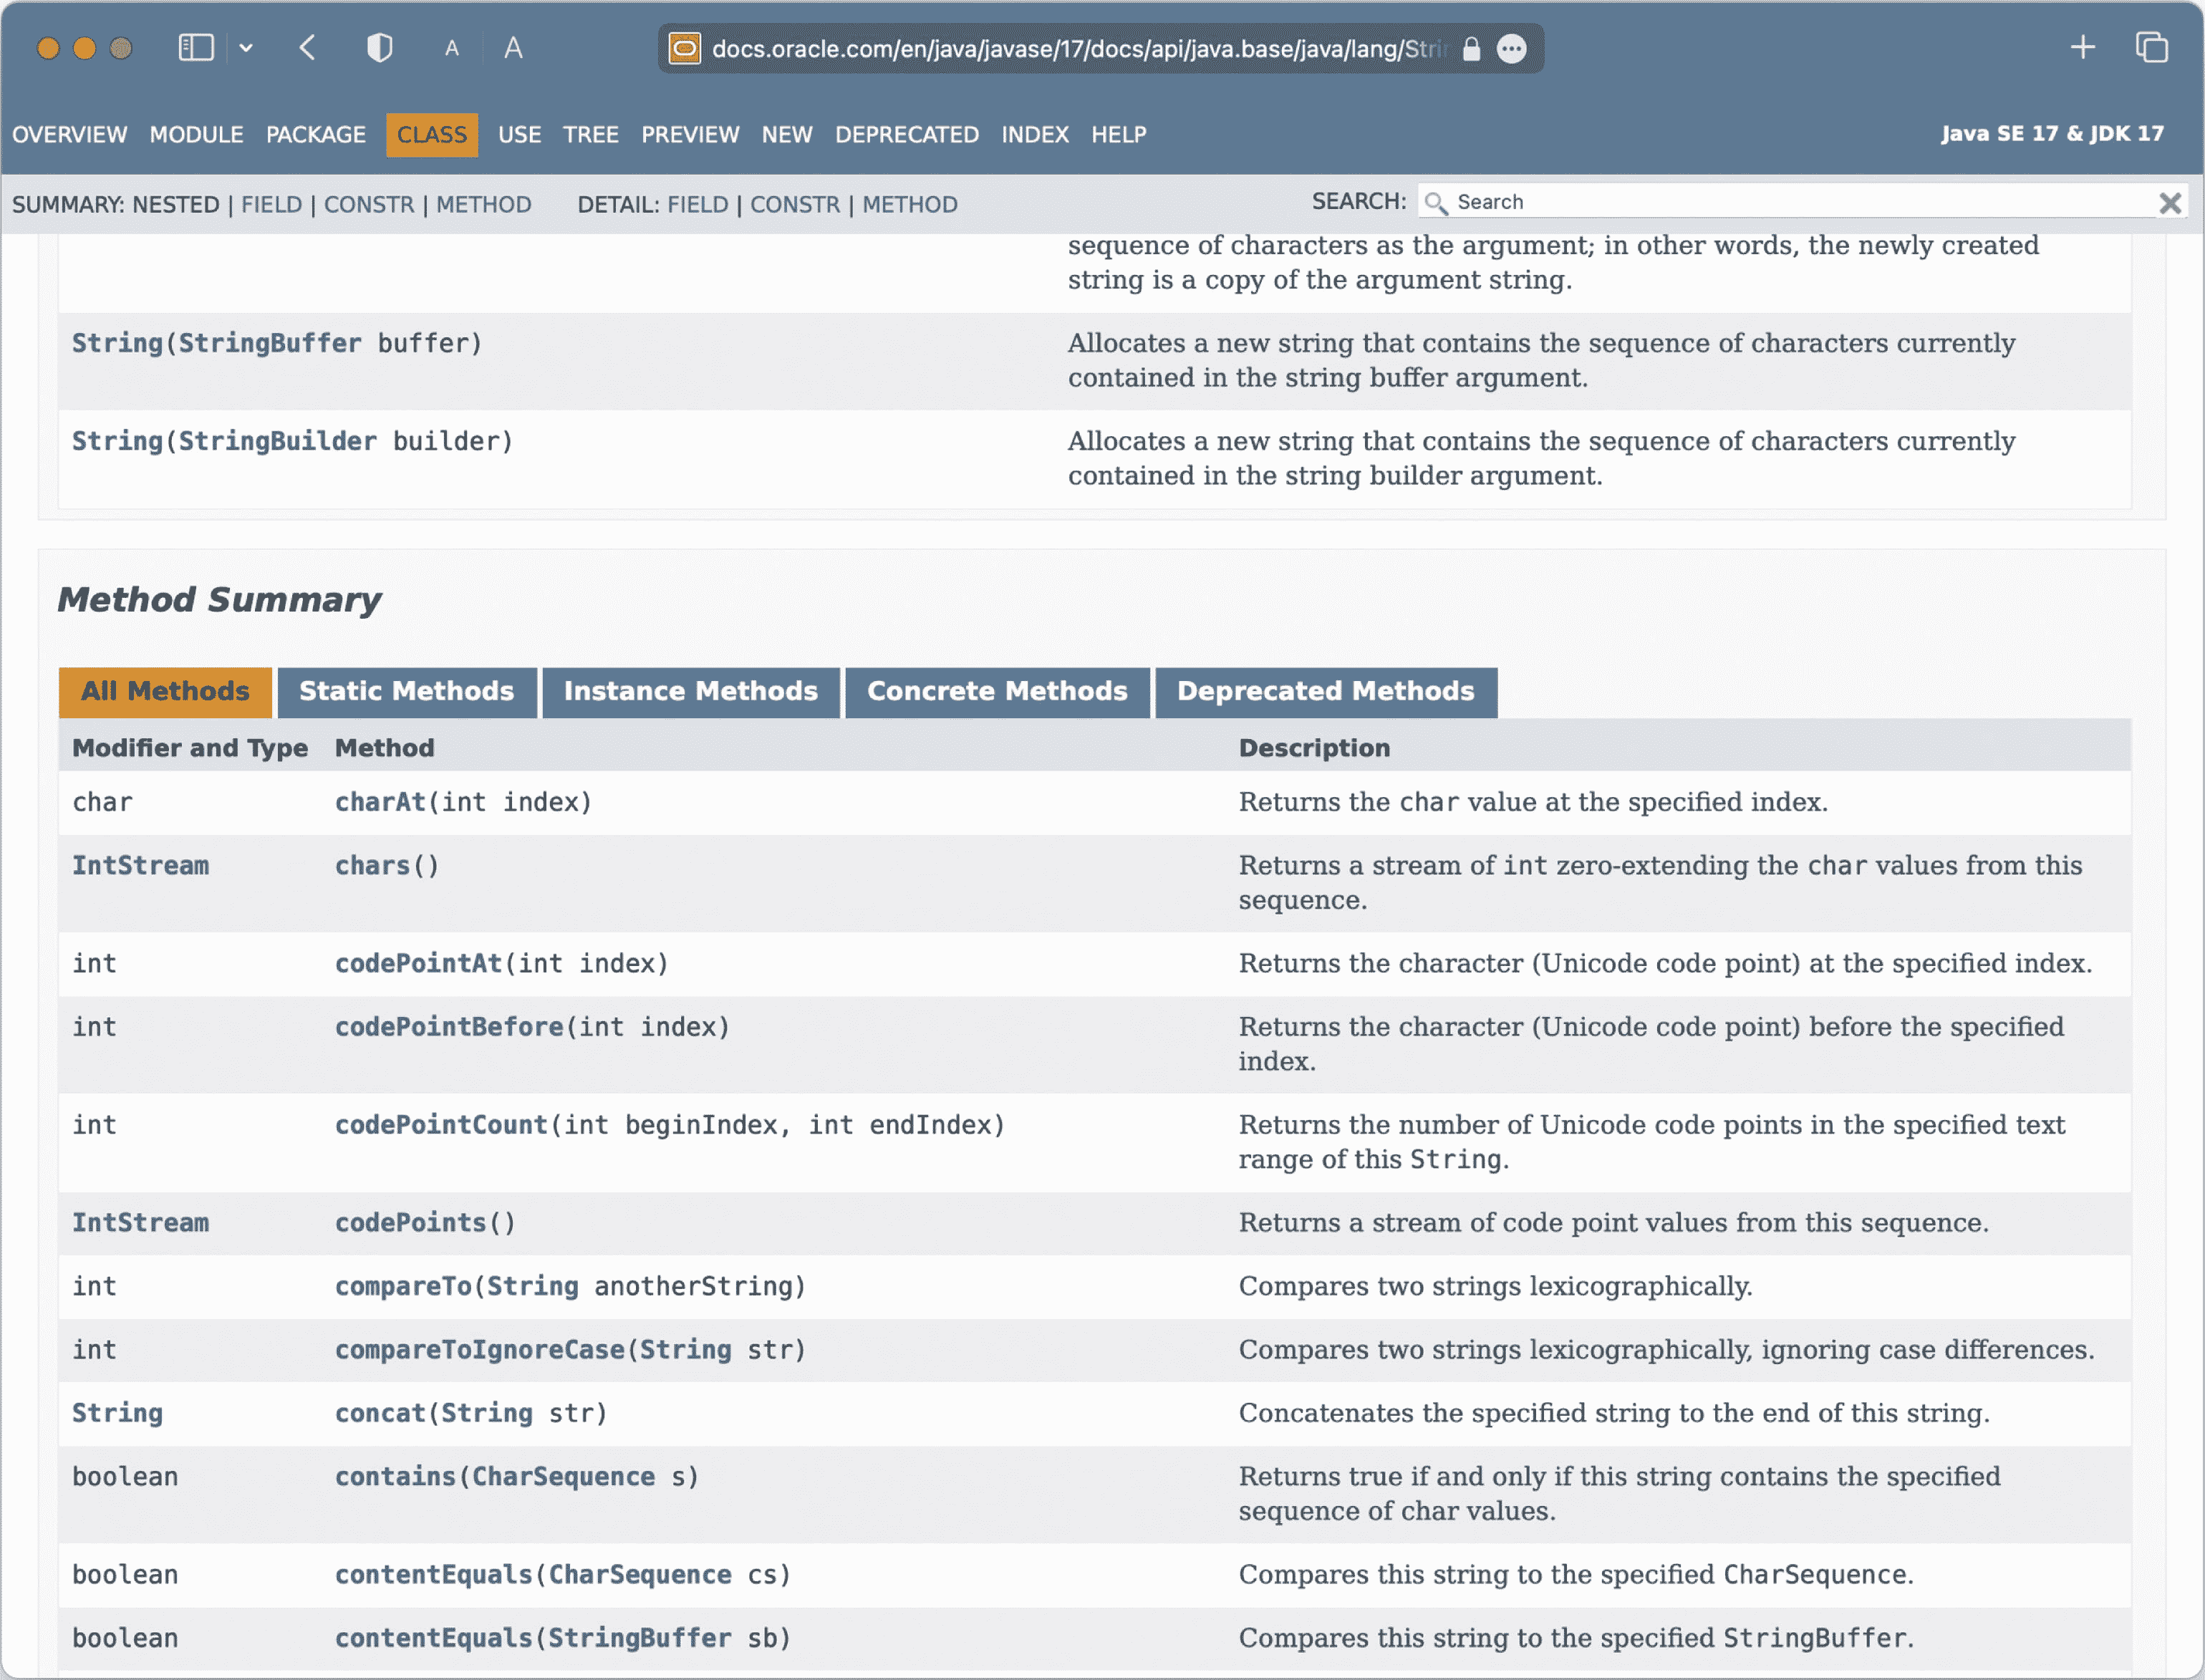 A A docs.oracle.com/en/java/javase/17/docs/api/java.base/java/lang/Stri
OVERVIEW MODULE PACKAGE CLASS USE TREE PREVIEW NEW DEPRECATED INDEX HELP Java SE 17 & JDK 17
SUMMARY: NESTED | FIELD | CONSTR | METHOD DETAIL: FIELD | CONSTR | METHOD SEARCH: Search
sequence of characters as the argument; in other words, the newly created
string is a copy of the argument string.
String(StringBuffer buffer) Allocates a new string that contains the sequence of characters currently
contained in the string buffer argument.
String(StringBuilder builder) Allocates a new string that contains the sequence of characters currently
contained in the string builder argument.
Method Summary
All Methods Static Methods Instance Methods Concrete Methods Deprecated Methods
Modifier and Type Method Description
char charAt(int index) Returns the char value at the specified index.
IntStream chars() Returns a stream of int zero-extending the char values from this
sequence.
int codePointAt(int index) Returns the character (Unicode code point) at the specified index.
int codePointBefore(int index) Returns the character (Unicode code point) before the specified
index.
int codePointCount(int beginIndex, int endIndex) Returns the number of Unicode code points in the specified text
range of this String.
IntStream codePoints() Returns a stream of code point values from this sequence.
int compareTo(String anotherString) Compares two strings lexicographically.
int compareToIgnoreCase(String str) Compares two strings lexicographically, ignoring case differences.
String concat(String str) Concatenates the specified string to the end of this string.
boolean contains(CharSequence s) Returns true if and only if this string contains the specified
sequence of char values.
boolean contentEquals(CharSequence cs) Compares this string to the specified CharSequence.
boolean contentEquals(StringBuffer sb) Compares this string to the specified StringBuffer.